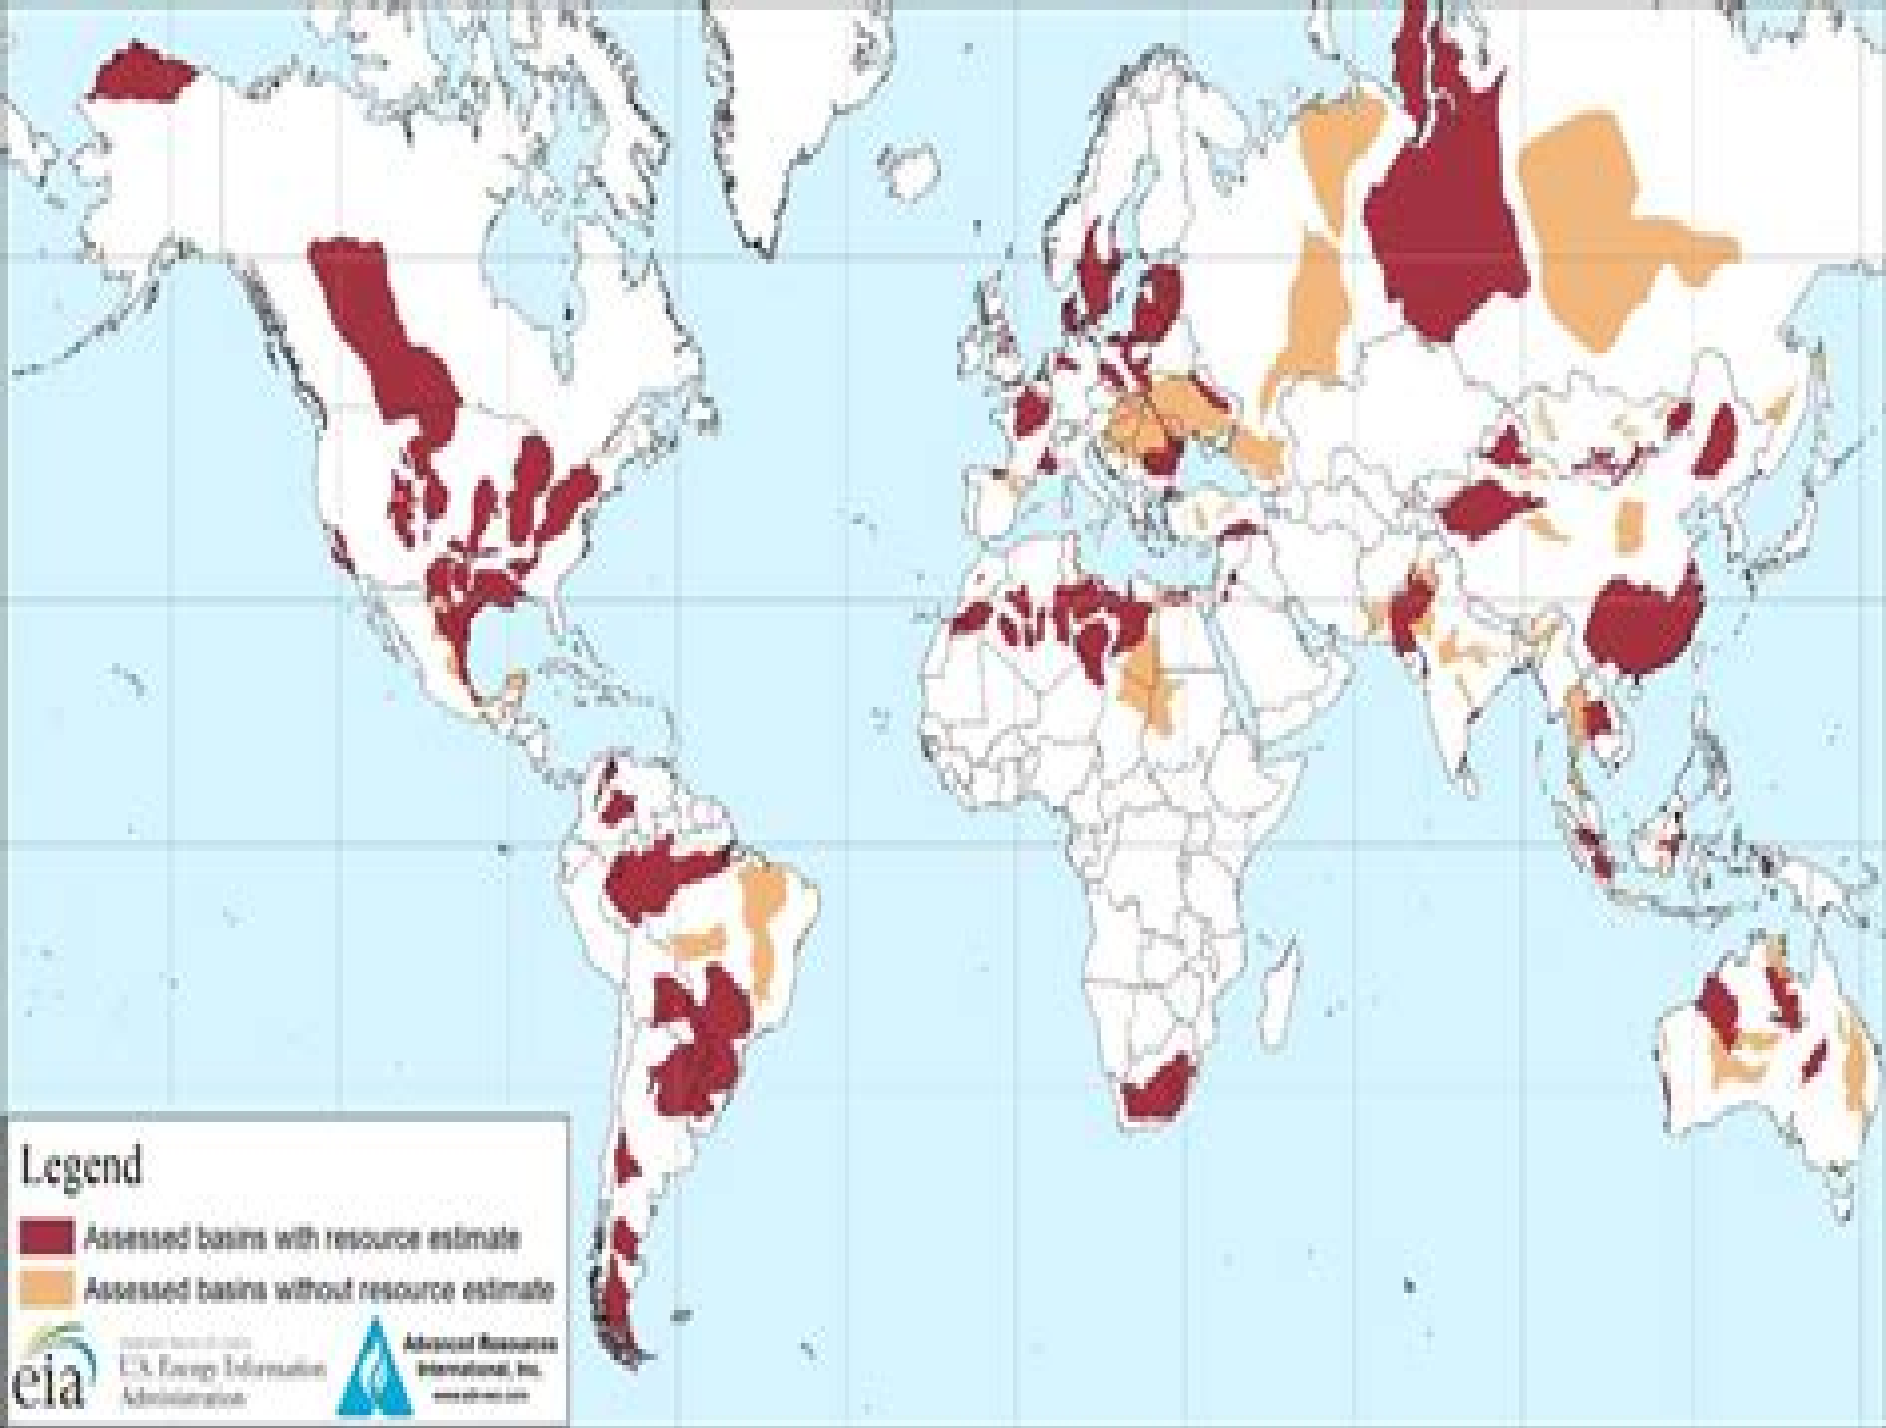 Legend
Assessed basins with resource estimate
Assessed basins without resource estimate
eia
U.S. Energy Information
Administration
Advanced Resources
International, Inc.